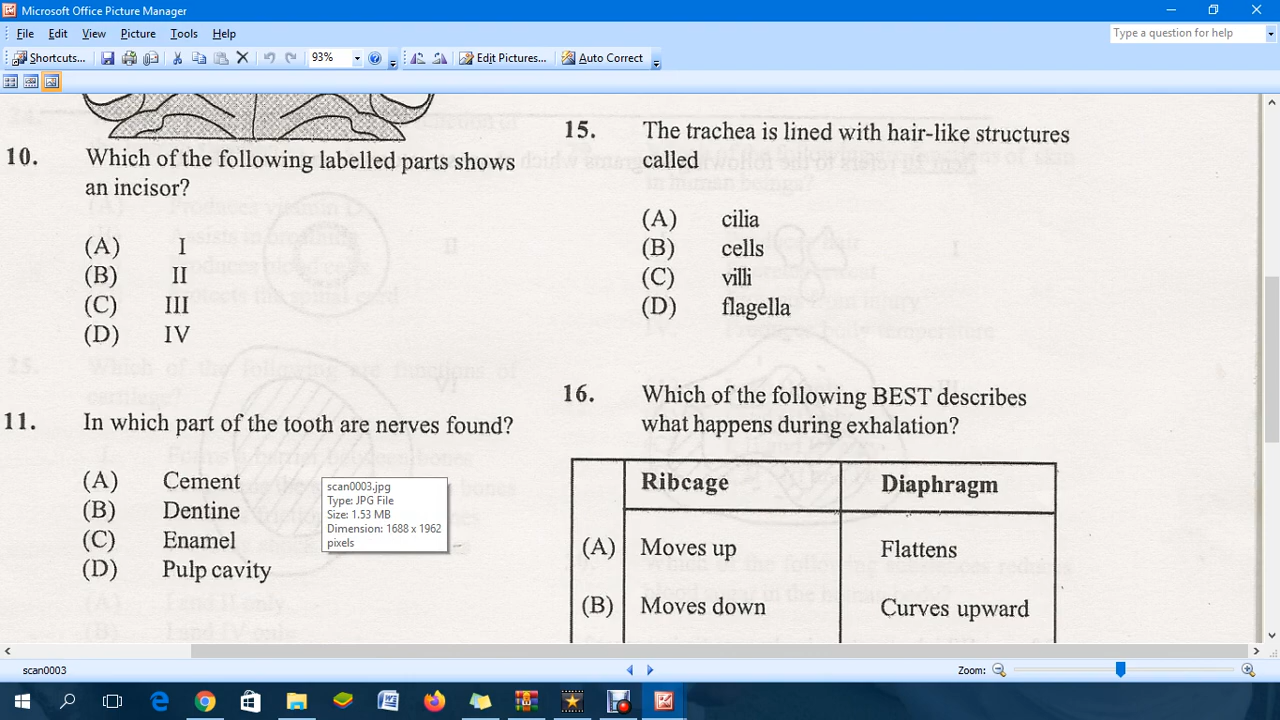 Microsoft Office Picture Manager
File Edit View Picture Tools Help
Type a question for help
Shortcuts...
93%
Edit Pictures...
Auto Correct
10. Which of the following labelled parts shows
an incisor?
(A) I
(B) II
(C) III
(D) IV
11. In which part of the tooth are nerves found?
(A) Cement
(B) Dentine
(C) Enamel
(D) Pulp cavity
scan0003.jpg
Type: JPG File
Size: 1.53 MB
Dimension: 1688 x 1962
pixels
15. The trachea is lined with hair-like structures
called
(A) cilia
(B) cells
(C) villi
(D) flagella
16. Which of the following BEST describes
what happens during exhalation?
Ribcage Diaphragm
(A) Moves up Flattens
(B) Moves down Curves upward
scan0003
Zoom: